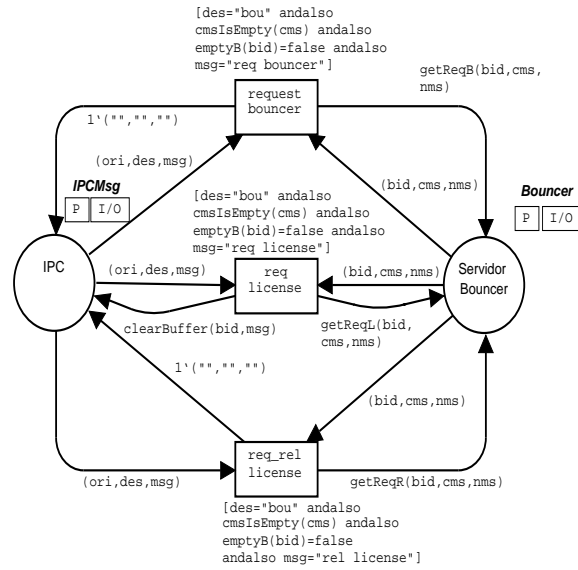 [des="bou" andalso
cmsIsEmpty(cms) andalso
emptyB(bid)=false andalso
msg="req bouncer"]
getReqB(bid,cms,
nms)
request
bouncer
1`("","","")
(ori,des,msg)
IPCMsg
P I/O
(bid,cms,nms)
Bouncer
P I/O
[des="bou" andalso
cmsIsEmpty(cms) andalso
emptyB(bid)=false andalso
msg="req license"]
IPC
(ori,des,msg)
req
license
(bid,cms,nms)
Servidor
Bouncer
clearBuffer(bid,msg)
getReqL(bid,
cms,nms)
1`("","","")
(bid,cms,nms)
req_rel
license
(ori,des,msg)
getReqR(bid,cms,nms)
[des="bou" andalso
cmsIsEmpty(cms) andalso
emptyB(bid)=false
andalso msg="rel license"]